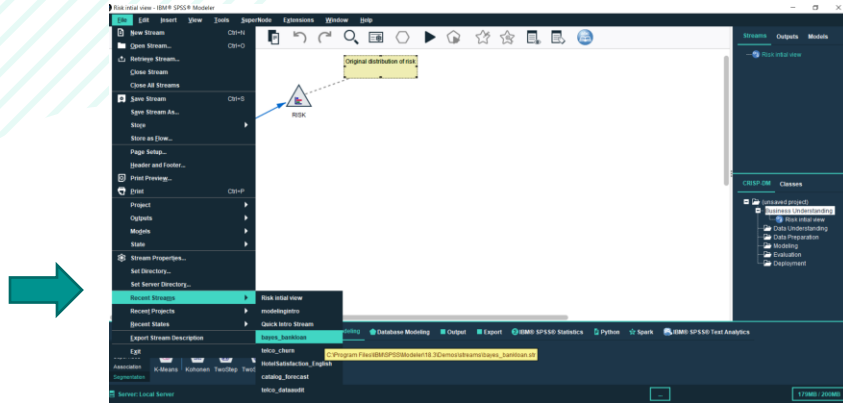 Risk intial view - IBM® SPSS® Modeler
File Edit Insert View Tools SuperNode Extensions Window Help
New Stream Ctrl+N
Open Stream... Ctrl+O
Retrieve Stream...
Close Stream
Close All Streams
Save Stream Ctrl+S
Save Stream As...
Store
Store as Flow...
Page Setup...
Header and Footer...
Print Preview...
Print Ctrl+P
Project
Outputs
Models
State
Stream Properties...
Set Directory...
Set Server Directory...
Recent Streams
Recent Projects
Recent States
Export Stream Description
Exit
Risk intial view
modelingintro
Quick Intro Stream
bayes_bankloan
telco_churn
HotelSatisfaction_English
catalog_forecast
telco_dataaudit
C:\Program Files\IBM\SPSS\Modeler\18.3\Demos\streams\bayes_bankloan.str
Original distribution of risk
RISK
Streams Outputs Models
Risk intial view
CRISP-DM Classes
(unsaved project)
Business Understanding
Risk intial view
Data Understanding
Data Preparation
Modeling
Evaluation
Deployment
Database Modeling Output Export IBM® SPSS® Statistics Python Spark IBM® SPSS® Text Analytics
Association
Segmentation
K-Means Kohonen TwoStep
Server: Local Server
...
170MB / 200MB